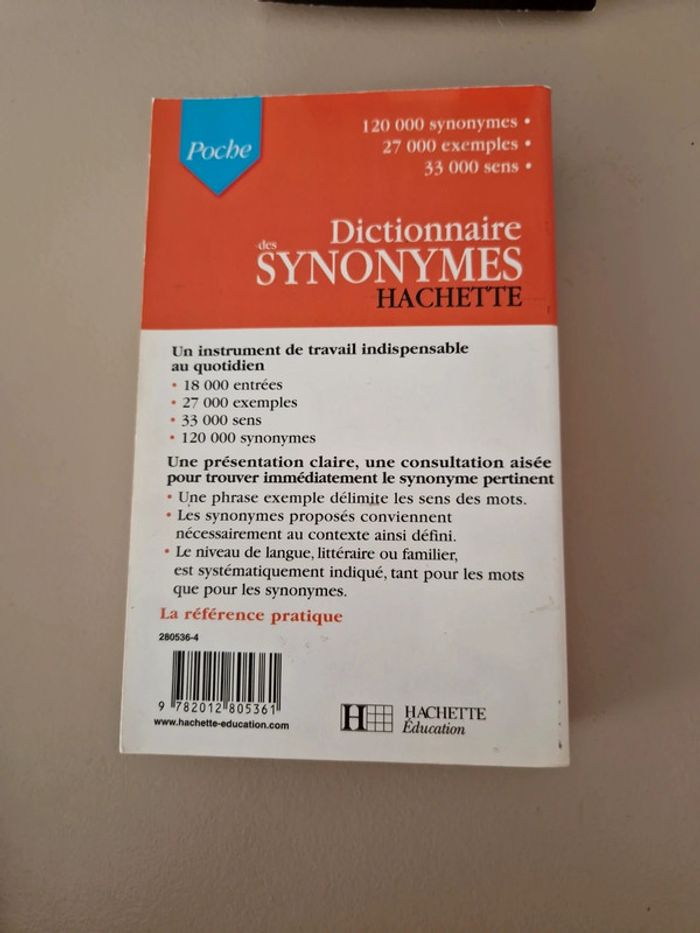 Poche
120 000 synonymes •
27 000 exemples •
33 000 sens •
Dictionnaire
des
SYNONYMES
HACHETTE
Un instrument de travail indispensable
au quotidien
• 18 000 entrées
• 27 000 exemples
• 33 000 sens
• 120 000 synonymes
Une présentation claire, une consultation aisée
pour trouver immédiatement le synonyme pertinent
• Une phrase exemple délimite les sens des mots.
• Les synonymes proposés conviennent
nécessairement au contexte ainsi défini.
• Le niveau de langue, littéraire ou familier,
est systématiquement indiqué, tant pour les mots
que pour les synonymes.
La référence pratique
280536-4
9 782012 805361
www.hachette-education.com
H
HACHETTE
Éducation